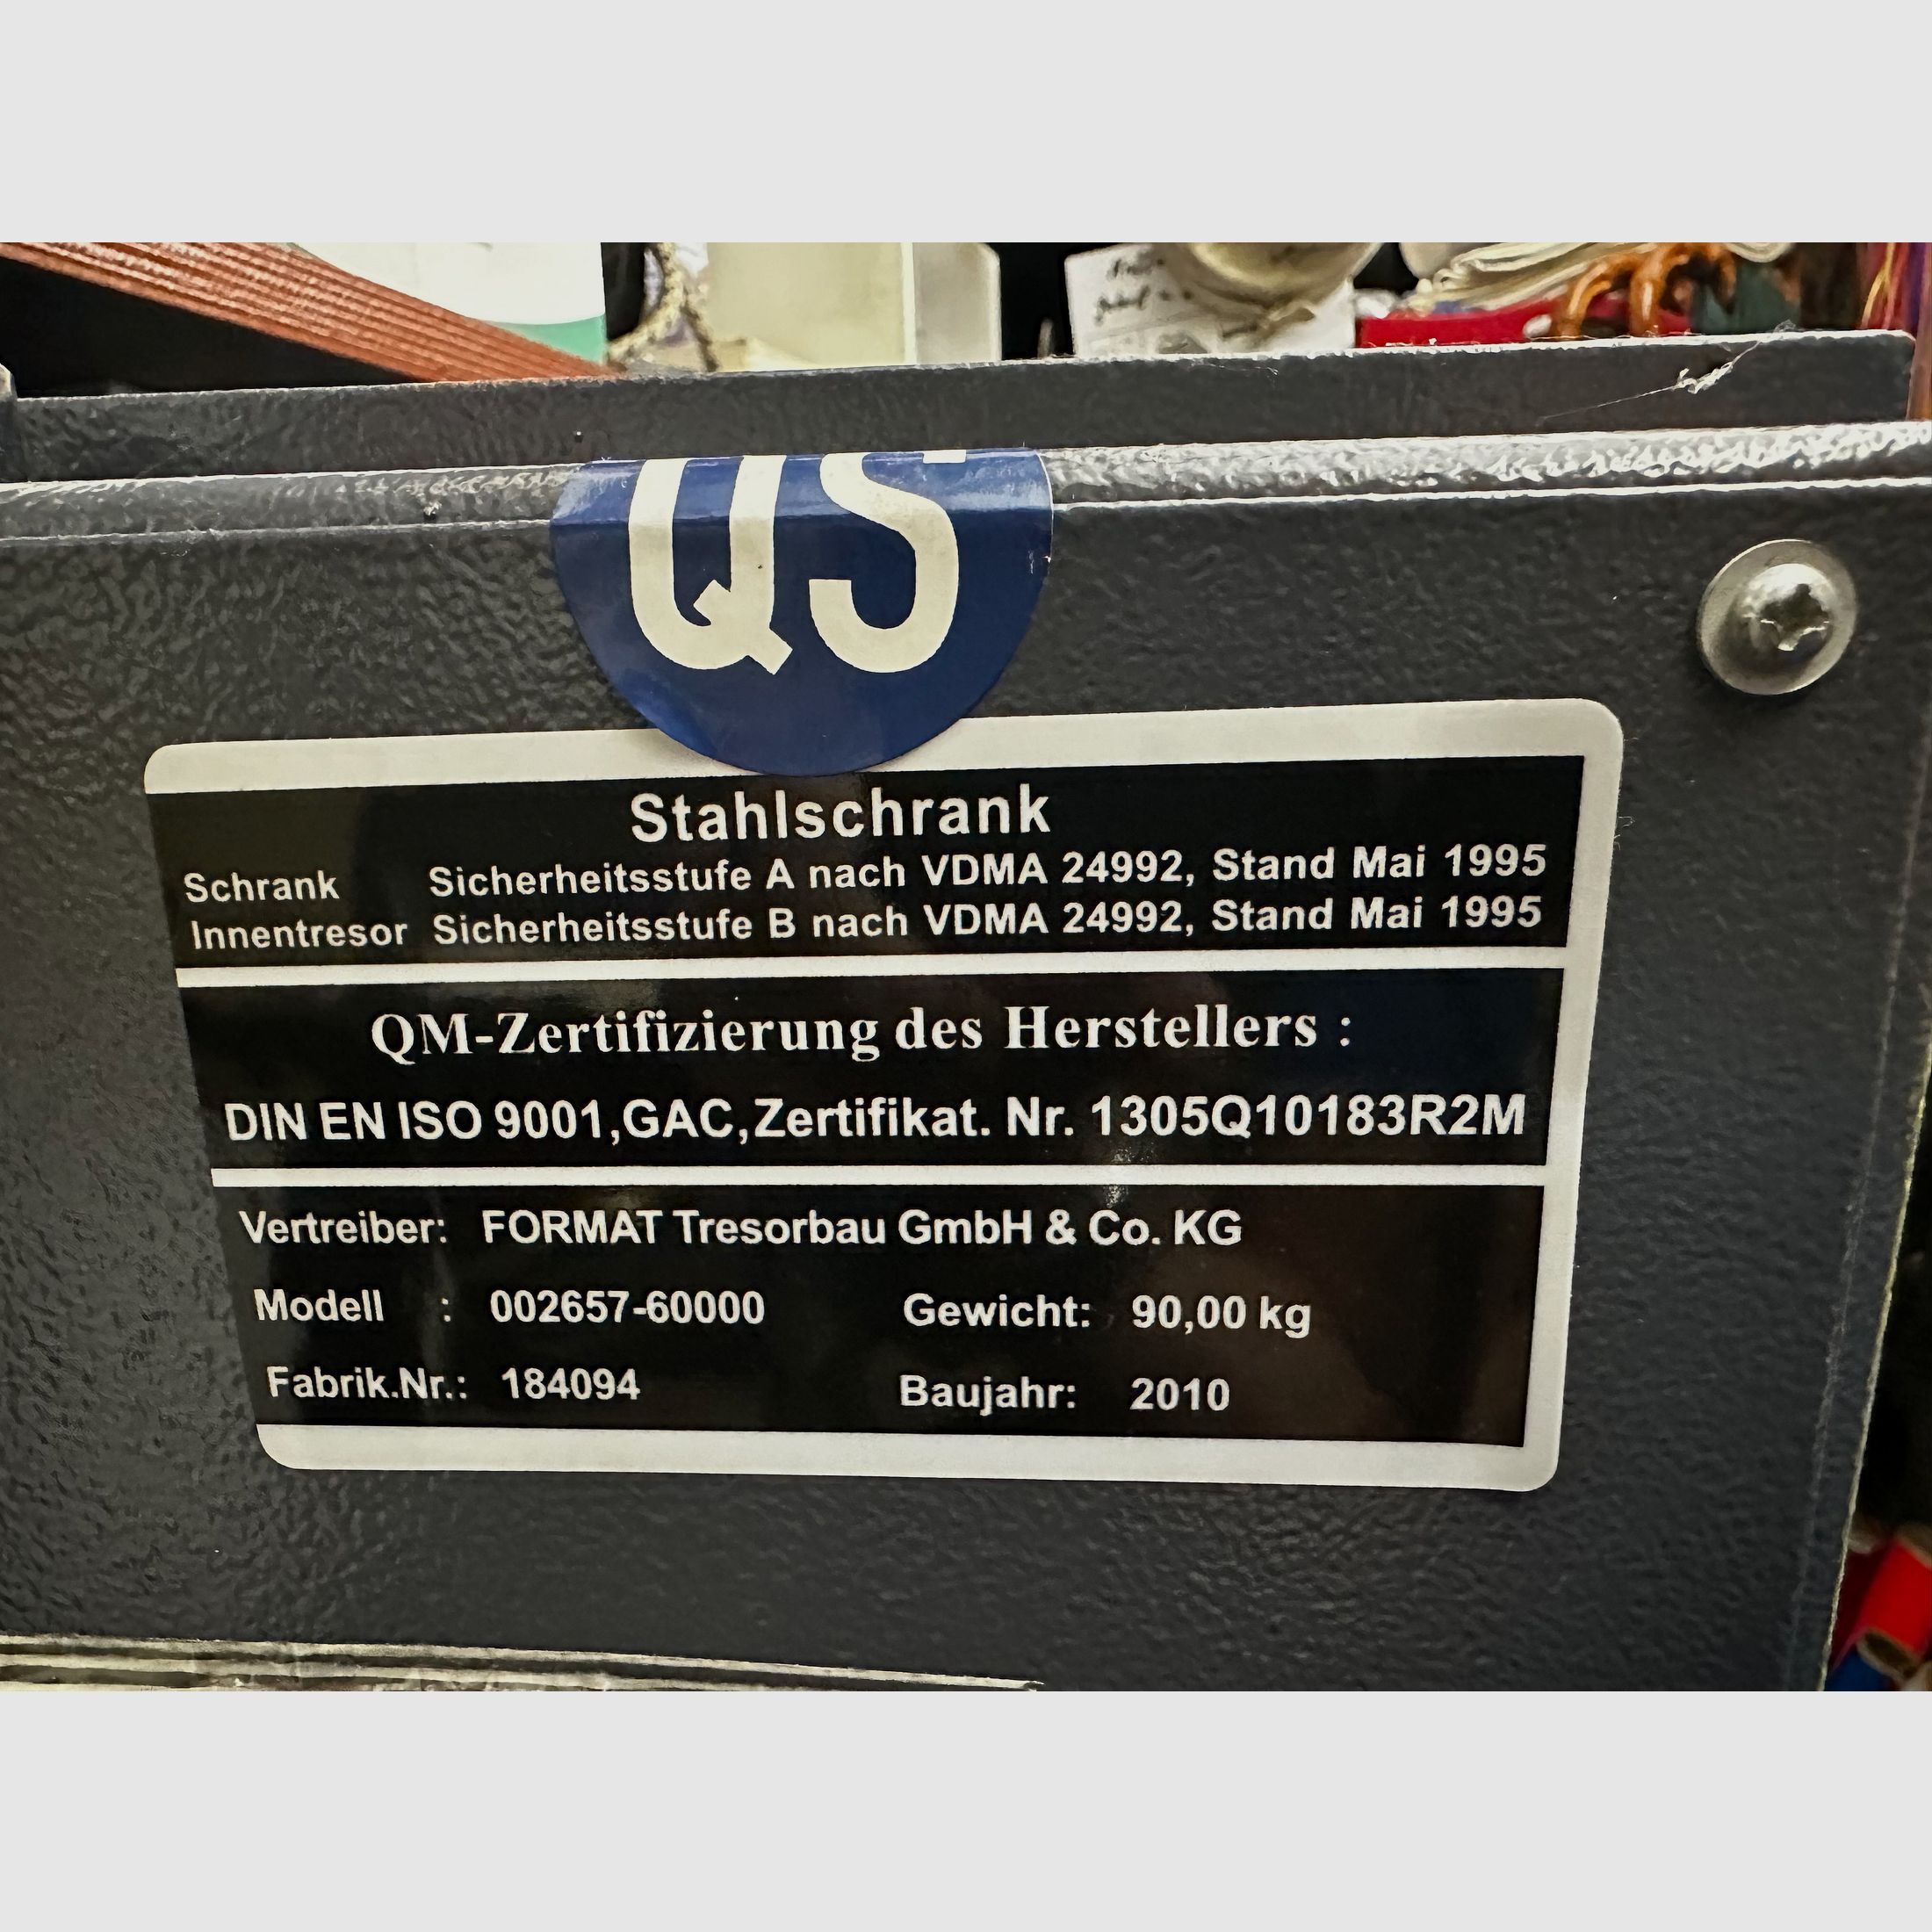 QS
Stahlschrank
Schrank Sicherheitsstufe A nach VDMA 24992, Stand Mai 1995
Innentresor Sicherheitsstufe B nach VDMA 24992, Stand Mai 1995
QM-Zertifizierung des Herstellers :
DIN EN ISO 9001,GAC,Zertifikat. Nr. 1305Q10183R2M
Vertreiber: FORMAT Tresorbau GmbH & Co. KG
Modell : 002657-60000 Gewicht: 90,00 kg
Fabrik.Nr.: 184094 Baujahr: 2010